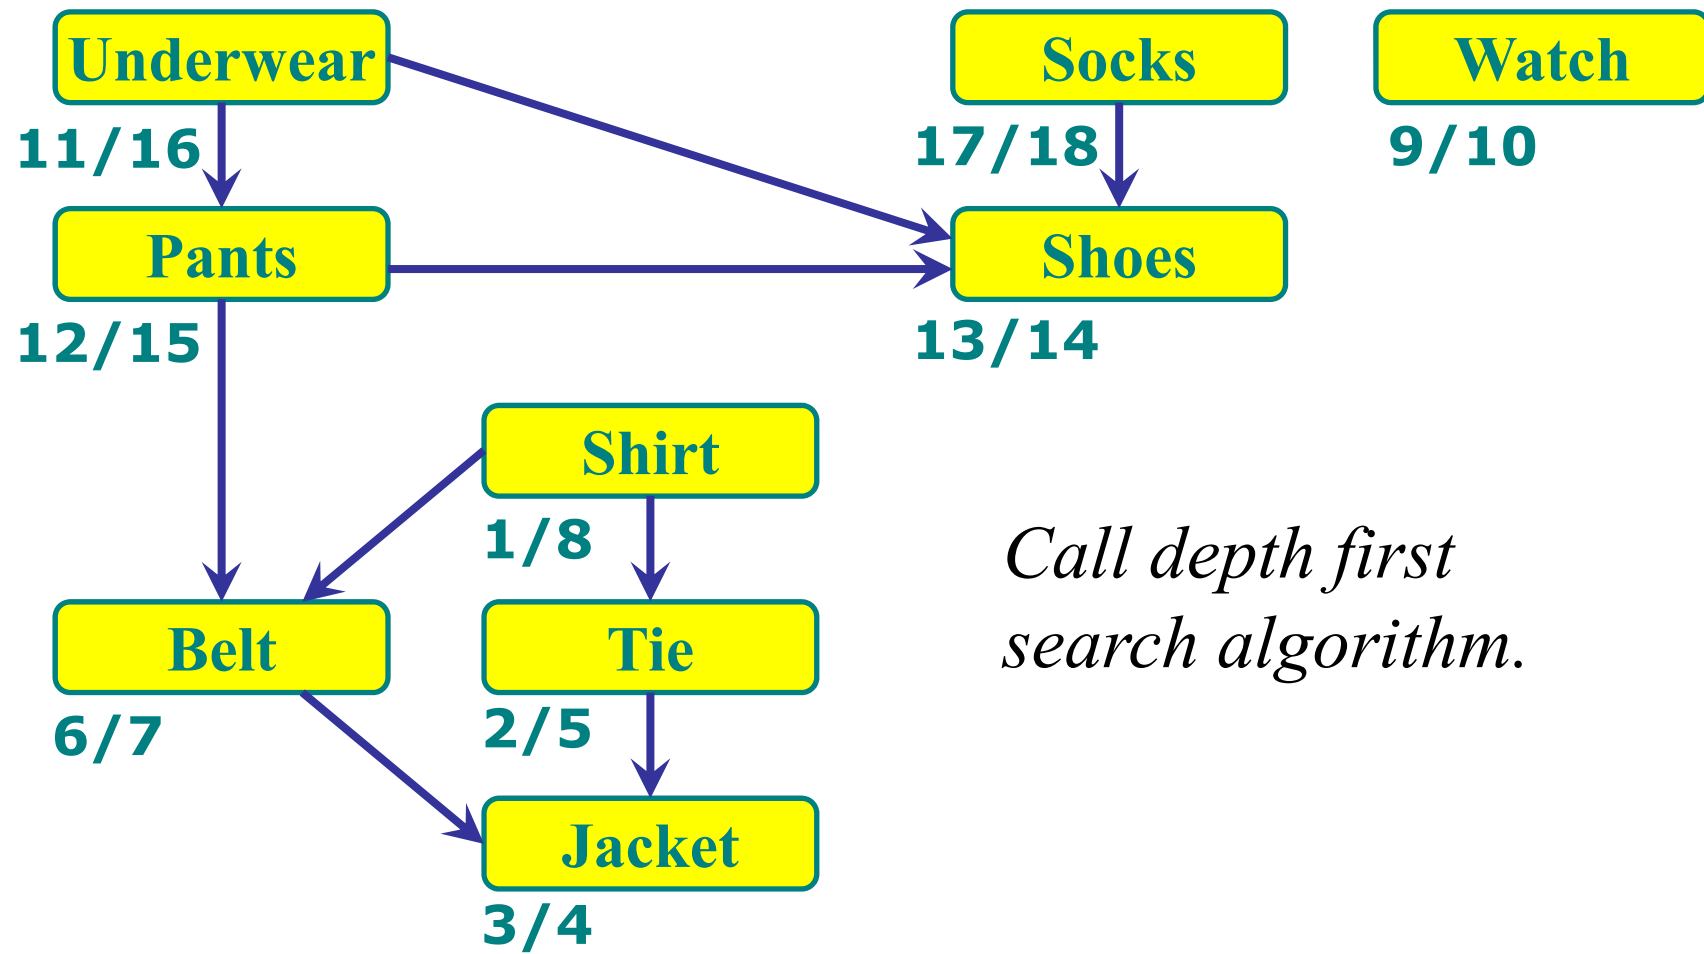 Underwear
Socks
Watch
11/16
17/18
9/10
Pants
Shoes
12/15
13/14
Shirt
1/8
Call depth first
search algorithm.
Belt
Tie
6/7
2/5
Jacket
3/4